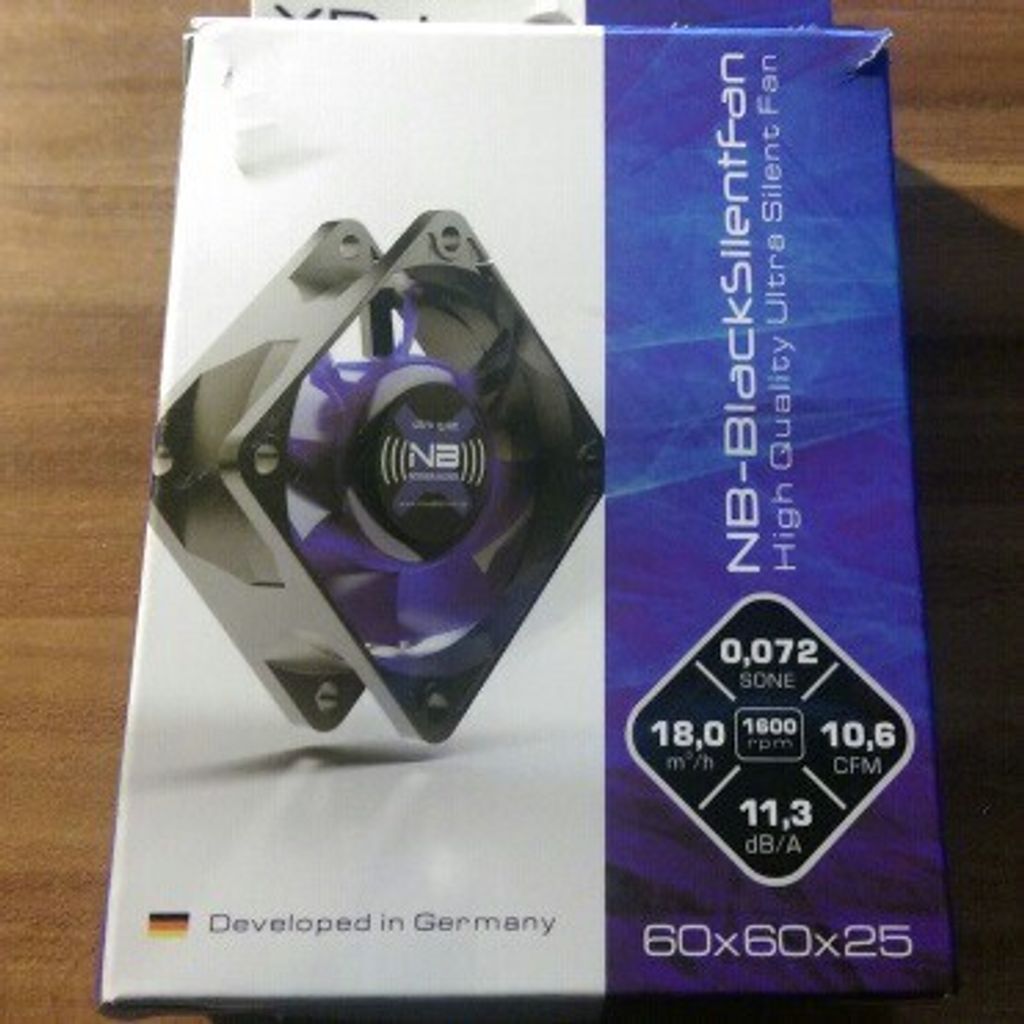 NB-BlackSilentFan
High Quality Ultra Silent Fan
NB
0,072
SONE
18,0
m³/h
1600
rpm
10,6
CFM
11,3
dB/A
Developed in Germany
60x60x25